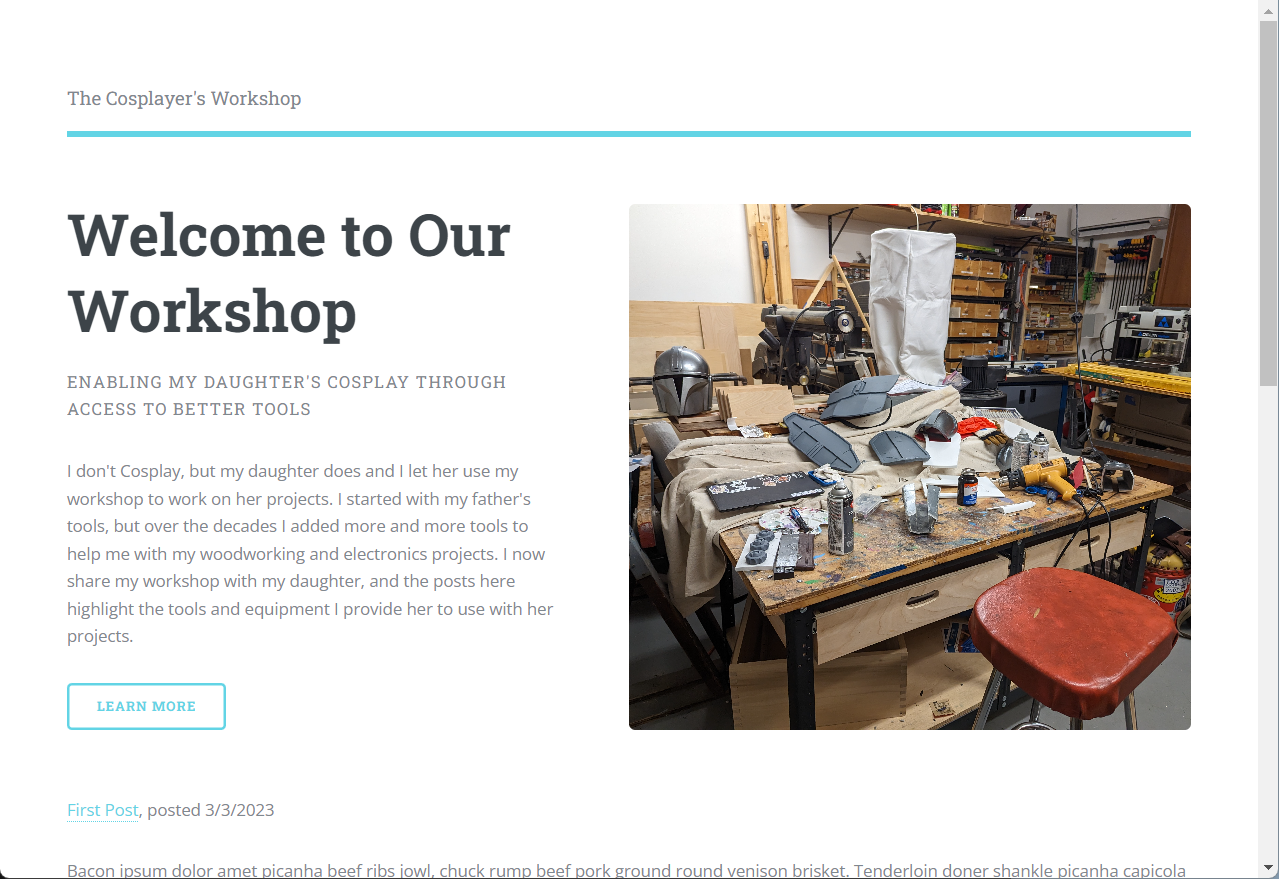 The Cosplayer's Workshop
Welcome to Our
Workshop
ENABLING MY DAUGHTER'S COSPLAY THROUGH
ACCESS TO BETTER TOOLS
I don't Cosplay, but my daughter does and I let her use my
workshop to work on her projects. I started with my father's
tools, but over the decades I added more and more tools to
help me with my woodworking and electronics projects. I now
share my workshop with my daughter, and the posts here
highlight the tools and equipment I provide her to use with her
projects.
LEARN MORE
First Post, posted 3/3/2023
Bacon ipsum dolor amet picanha beef ribs jowl, chuck rump beef pork ground round venison brisket. Tenderloin doner shankle picanha capicola